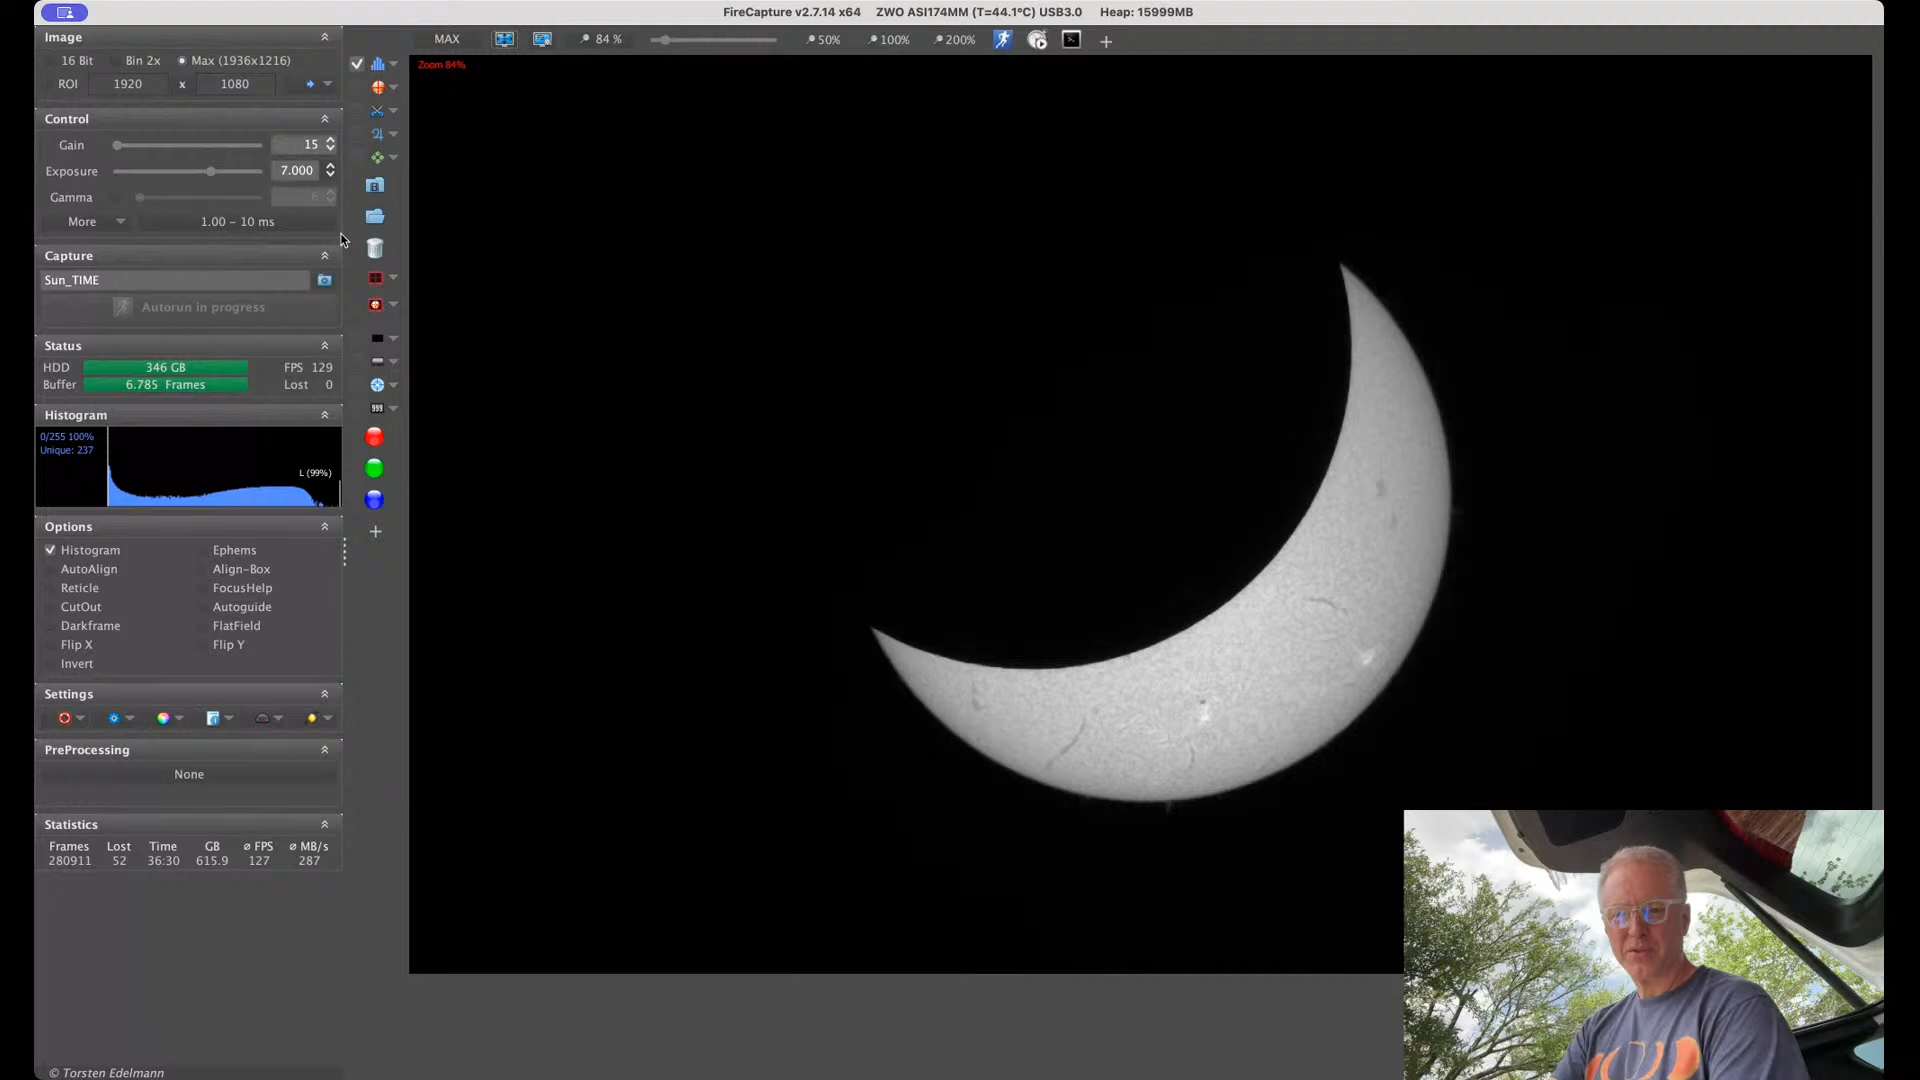 FireCapture v2.7.14 x64 ZWO ASI174MM (T=44.1°C) USB3.0 Heap: 15999MB
Image
16 Bit Bin 2x Max (1936x1216)
ROI 1920 x 1080
Control
Gain 15
Exposure 7.000
Gamma 6
More 1.00 - 10 ms
Capture
Sun_TIME
Autorun in progress
Status
HDD 346 GB FPS 129
Buffer 6.785 Frames Lost 0
Histogram
0/255 100%
Unique: 237
L (99%)
Options
Histogram Ephems
AutoAlign Align-Box
Reticle FocusHelp
CutOut Autoguide
Darkframe FlatField
Flip X Flip Y
Invert
Settings
PreProcessing
None
Statistics
Frames Lost Time GB ø FPS ø MB/s
280911 52 36:30 615.9 127 287
© Torsten Edelmann
MAX 84 % 50% 100% 200%
Zoom 84%
999